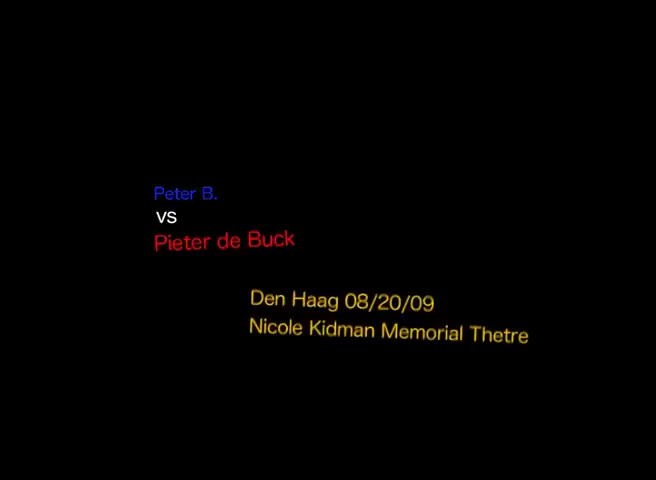 Peter B.
vs
Pieter de Buck
Den Haag 08/20/09
Nicole Kidman Memorial Thetre